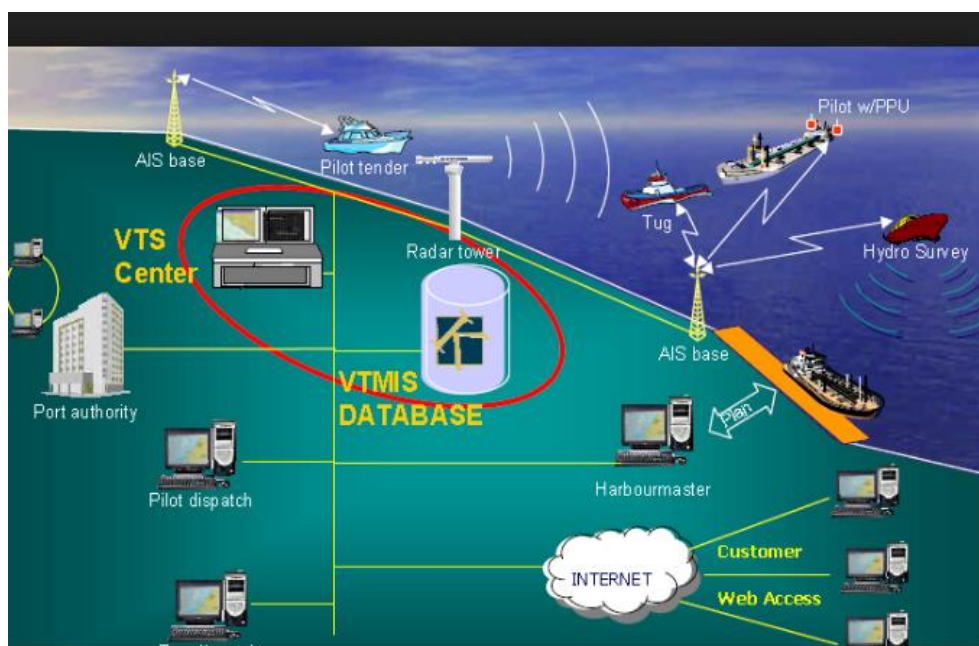 Pilot w/PPU
AIS base
Pilot tender
Tug
Radar tower
Hydro Survey
VTS
Center
AIS base
VTMIS
DATABASE
Port authority
Plan
Pilot dispatch
Harbourmaster
INTERNET
Customer
Web Access